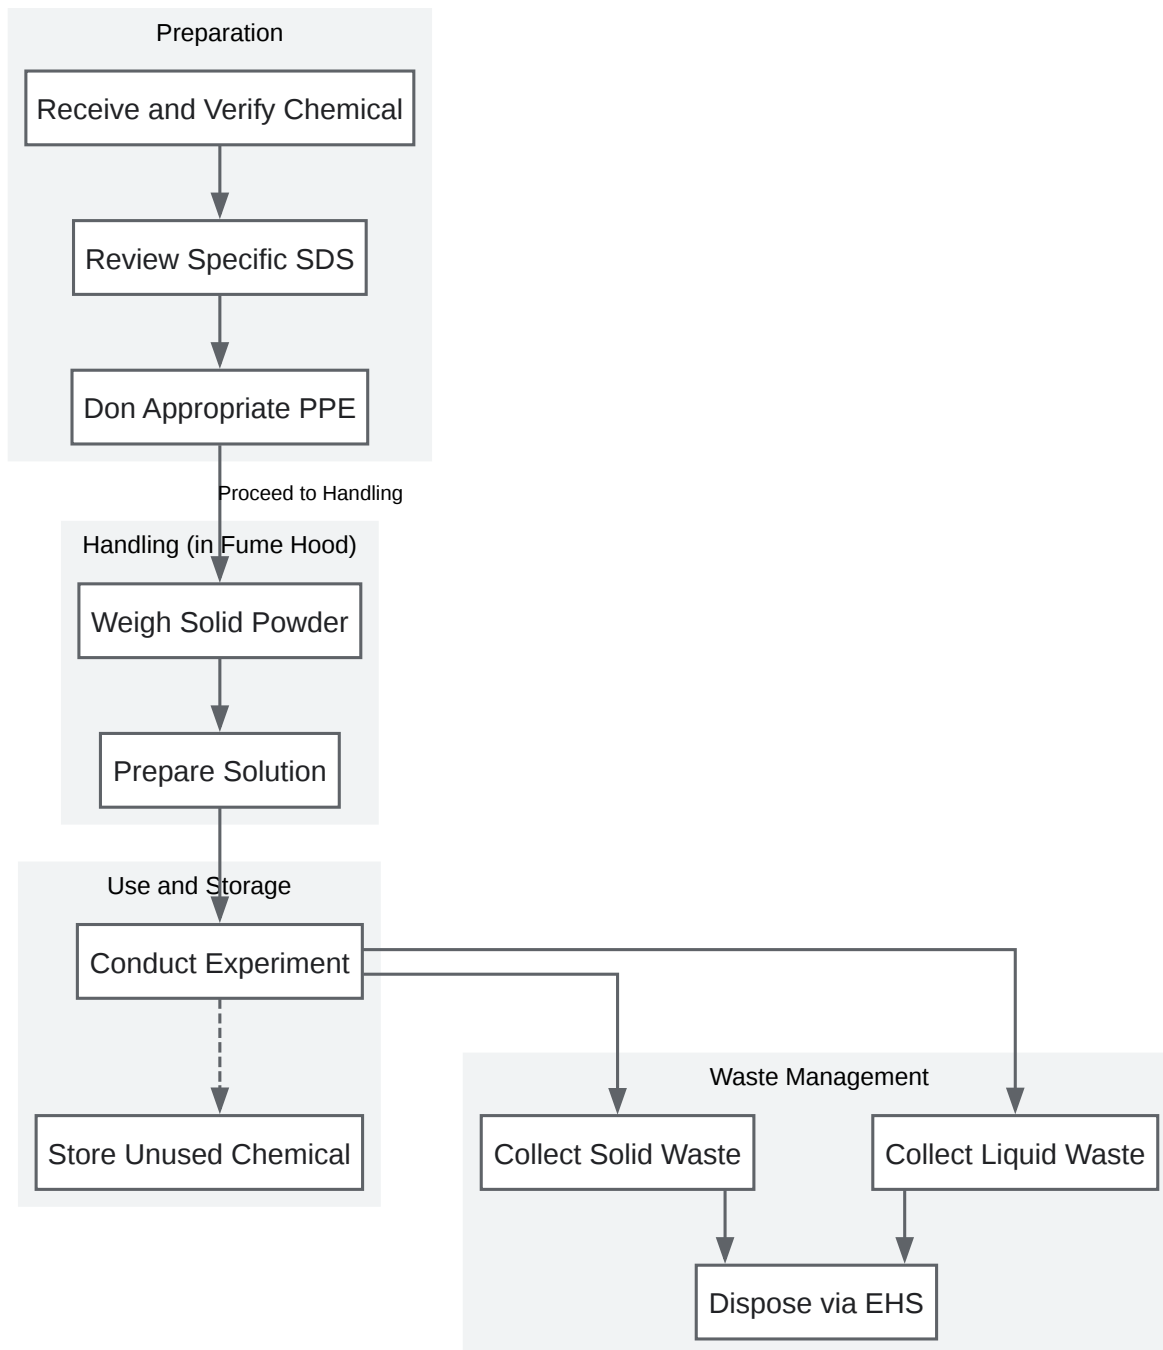 Preparation
Receive and Verify Chemical
Review Specific SDS
Don Appropriate PPE
Proceed to Handling
Handling (in Fume Hood)
Weigh Solid Powder
Prepare Solution
Use and Storage
Conduct Experiment
Store Unused Chemical
Waste Management
Collect Solid Waste
Collect Liquid Waste
Dispose via EHS